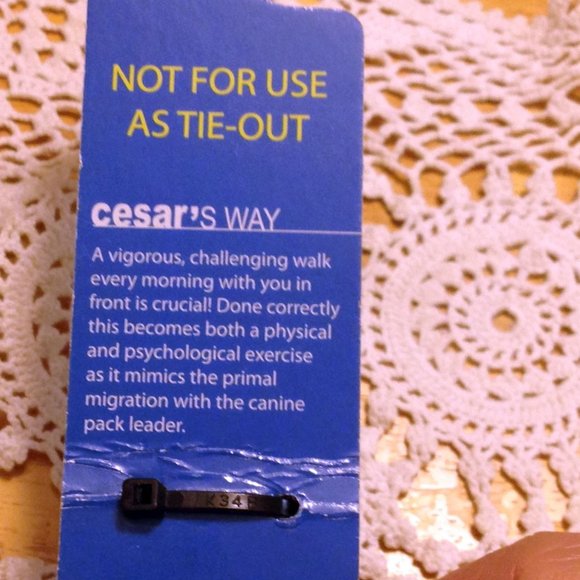 NOT FOR USE
AS TIE-OUT
cesar's WAY
A vigorous, challenging walk
every morning with you in
front is crucial! Done correctly
this becomes both a physical
and psychological exercise
as it mimics the primal
migration with the canine
pack leader.